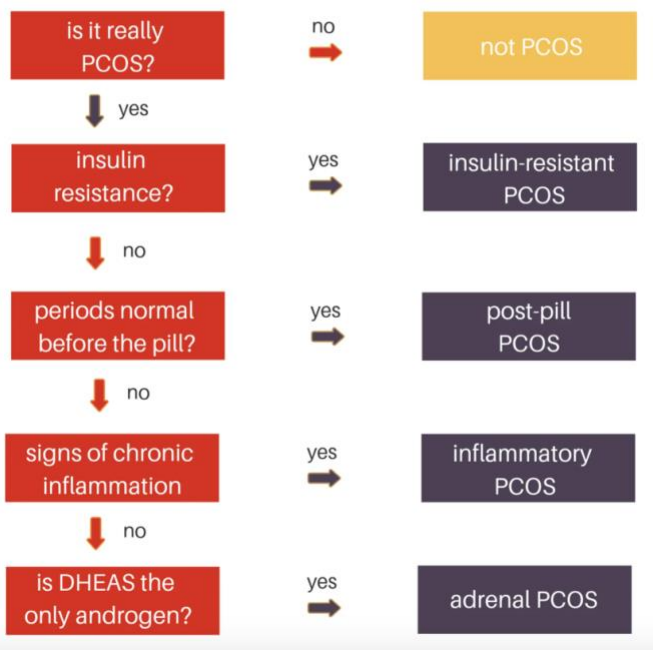 is it really
PCOS?
no
not PCOS
yes
insulin
resistance?
yes
insulin-resistant
PCOS
no
periods normal
before the pill?
yes
post-pill
PCOS
no
signs of chronic
inflammation
yes
inflammatory
PCOS
no
is DHEAS the
only androgen?
yes
adrenal PCOS